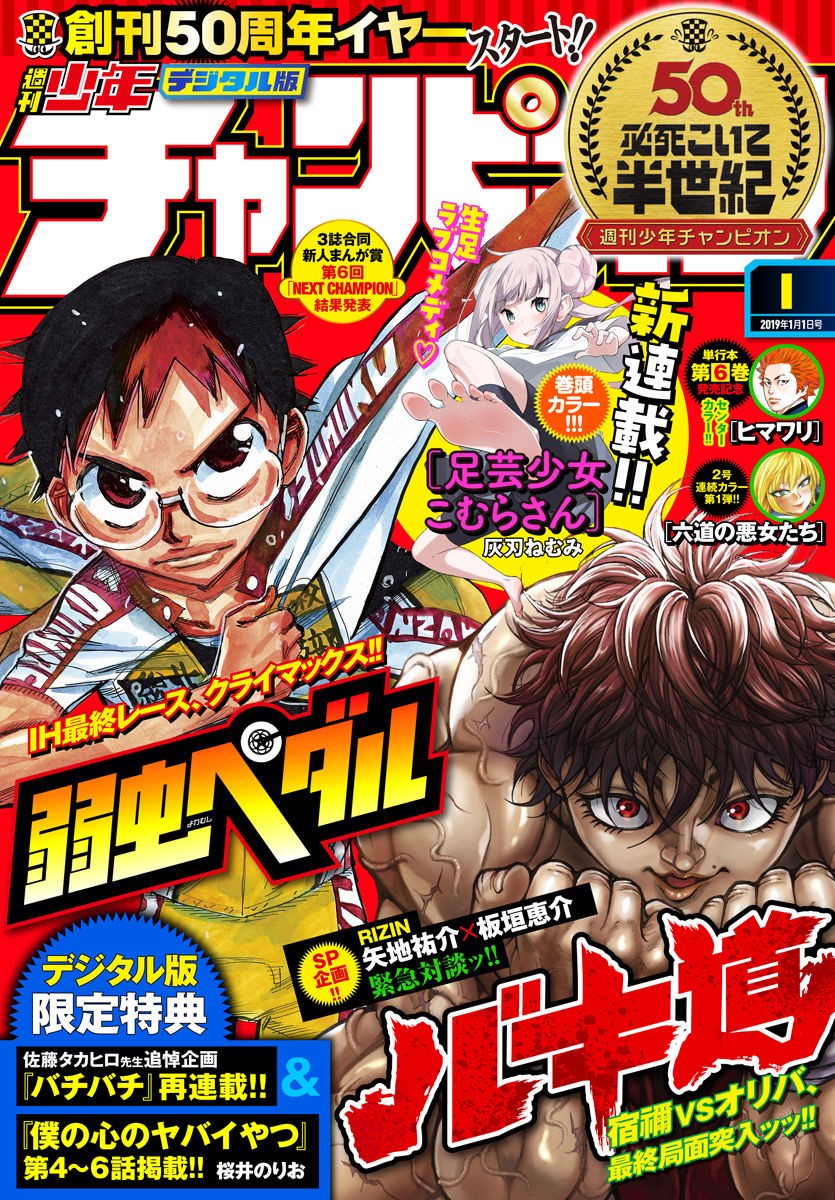 創刊50周年イヤースタート!!
週刊少年
デジタル版
チャンピオン
50th
必死こいて
半世紀
週刊少年チャンピオン
1
2019年1月1日号
3誌合同
新人まんが賞
第6回
「NEXT CHAMPION」
結果発表
生足
ラブコメディ♡
新連載!!
巻頭
カラー!!!
[足芸少女
こむらさん]
灰刃ねむみ
単行本
第6巻
発売記念
センター
カラー!!
[ヒマワリ]
2号
連続カラー
第1弾!!
[六道の悪女たち]
IH最終レース、クライマックス!!
弱虫ペダル
よわむし
SP
企画!!
RIZIN
矢地祐介×板垣恵介
緊急対談ッ!!
バキ道
宿禰VSオリバ、
最終局面突入ッッ!!
デジタル版
限定特典
佐藤タカヒロ先生追悼企画
『バチバチ』再連載!!
&
『僕の心のヤバイやつ』
第4〜6話掲載!! 桜井のりお